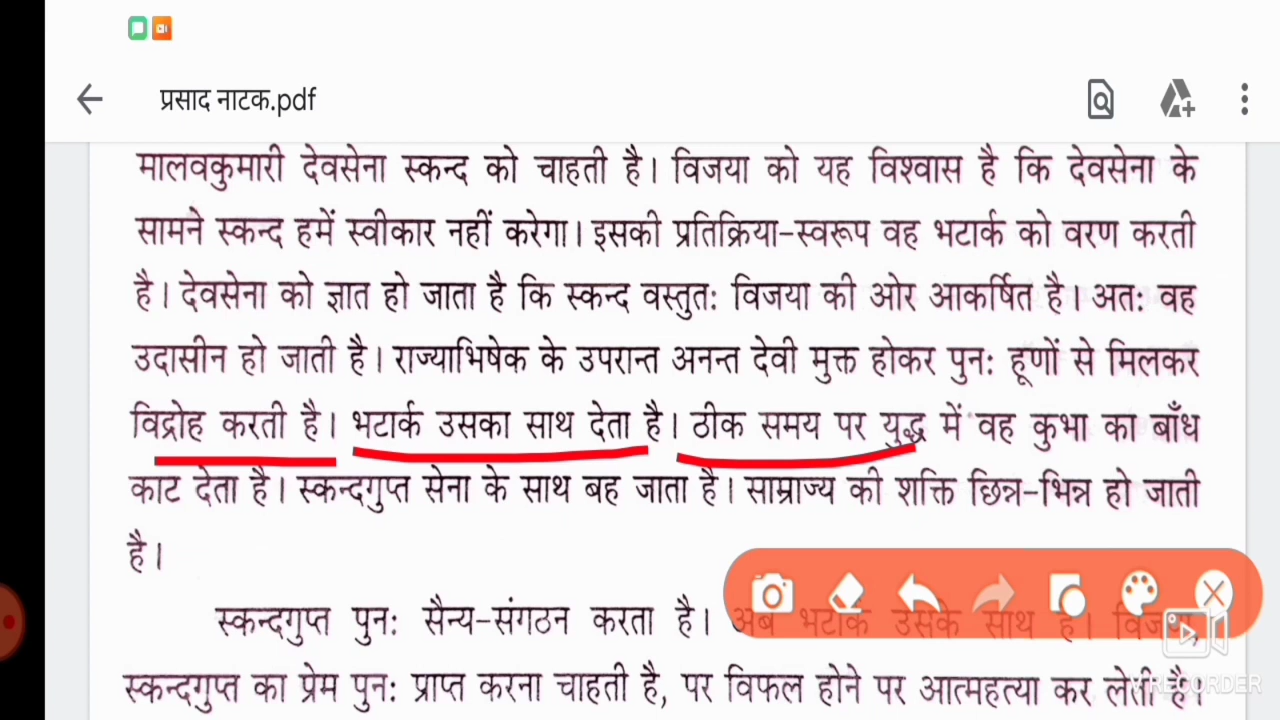 प्रसाद नाटक.pdf
मालवकुमारी देवसेना स्कन्द को चाहती है। विजया को यह विश्वास है कि देवसेना के
सामने स्कन्द हमें स्वीकार नहीं करेगा। इसकी प्रतिक्रिया-स्वरूप वह भटार्क को वरण करती
है। देवसेना को ज्ञात हो जाता है कि स्कन्द वस्तुतः विजया की ओर आकर्षित है। अतः वह
उदासीन हो जाती है। राज्याभिषेक के उपरान्त अनन्त देवी मुक्त होकर पुनः हूणों से मिलकर
विद्रोह करती है। भटार्क उसका साथ देता है। ठीक समय पर युद्ध में वह कुभा का बाँध
काट देता है। स्कन्दगुप्त सेना के साथ बह जाता है। साम्राज्य की शक्ति छिन्न-भिन्न हो जाती
है।
स्कन्दगुप्त पुनः सैन्य-संगठन करता है। अब भटार्क उसके साथ है। विजया,
स्कन्दगुप्त का प्रेम पुनः प्राप्त करना चाहती है, पर विफल होने पर आत्महत्या कर लेती है।
RECORDER